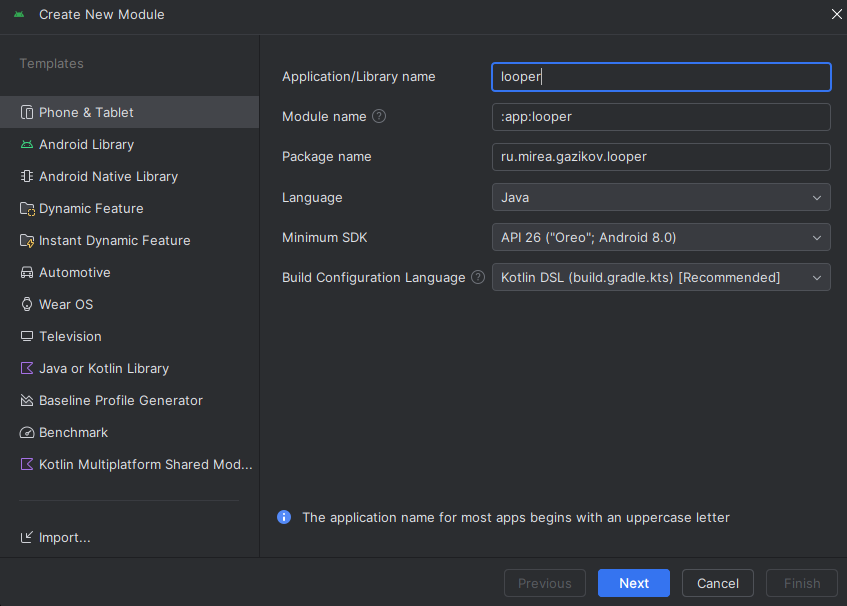 Create New Module
Templates
Phone & Tablet
Android Library
Android Native Library
Dynamic Feature
Instant Dynamic Feature
Automotive
Wear OS
Television
Java or Kotlin Library
Baseline Profile Generator
Benchmark
Kotlin Multiplatform Shared Mod...
Import...
Application/Library name looper
Module name ? :app:looper
Package name ru.mirea.gazikov.looper
Language Java
Minimum SDK API 26 ("Oreo"; Android 8.0)
Build Configuration Language ? Kotlin DSL (build.gradle.kts) [Recommended]
The application name for most apps begins with an uppercase letter
Previous Next Cancel Finish